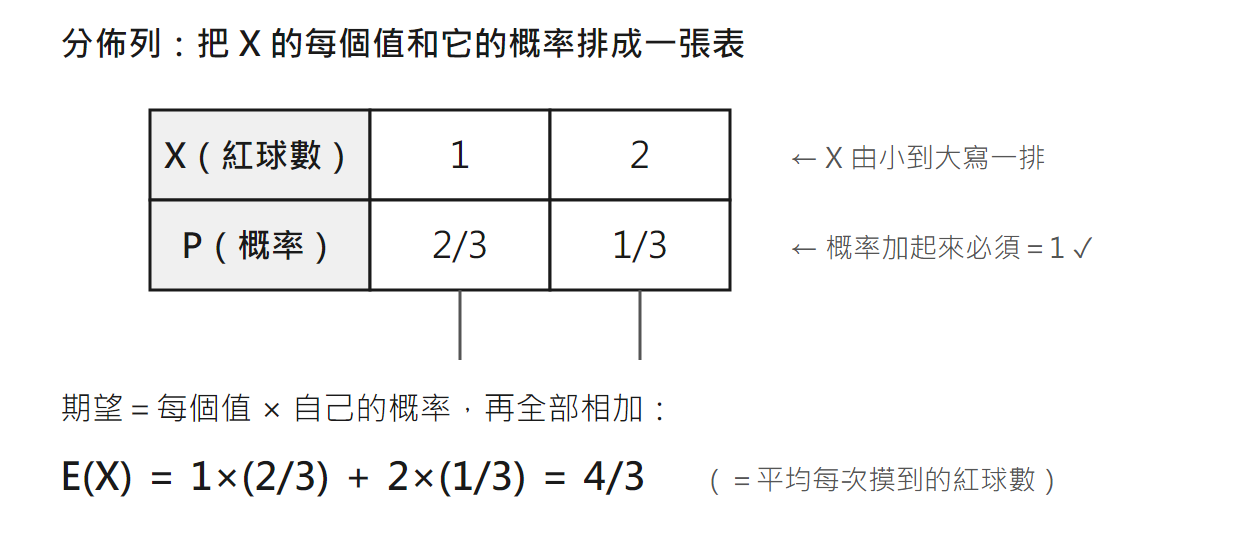 分佈列：把 X 的每個值和它的概率排成一張表
X（紅球數） 1 2 ← X 由小到大寫一排
P（概率） 2/3 1/3 ← 概率加起來必須 = 1 ✓
期望 = 每個值 × 自己的概率，再全部相加：
E(X) = 1×(2/3) + 2×(1/3) = 4/3 （ = 平均每次摸到的紅球數）